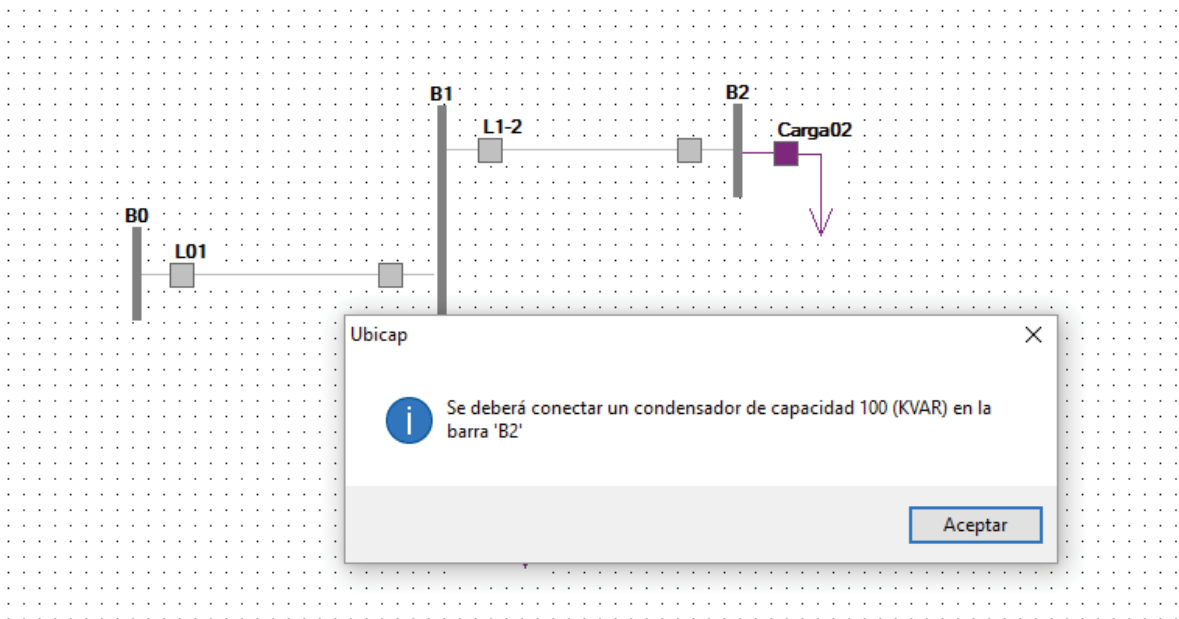 B1
B2
L1-2
Carga02
B0
L01
Ubicap
Se deberá conectar un condensador de capacidad 100 (KVAR) en la
barra 'B2'
Aceptar